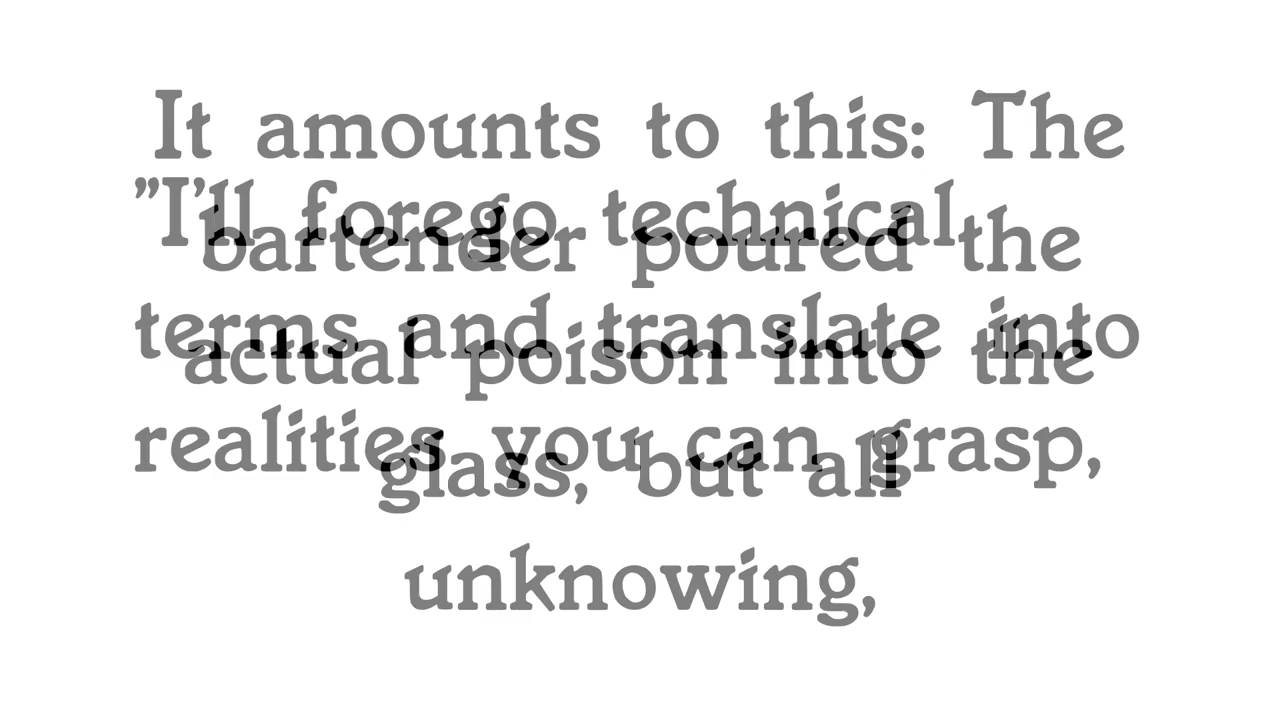 It amounts to this: The
"I'll forego technical
bartender poured the
terms and translate into
actual poison into the
realities you can grasp,
glass, but all
unknowing,